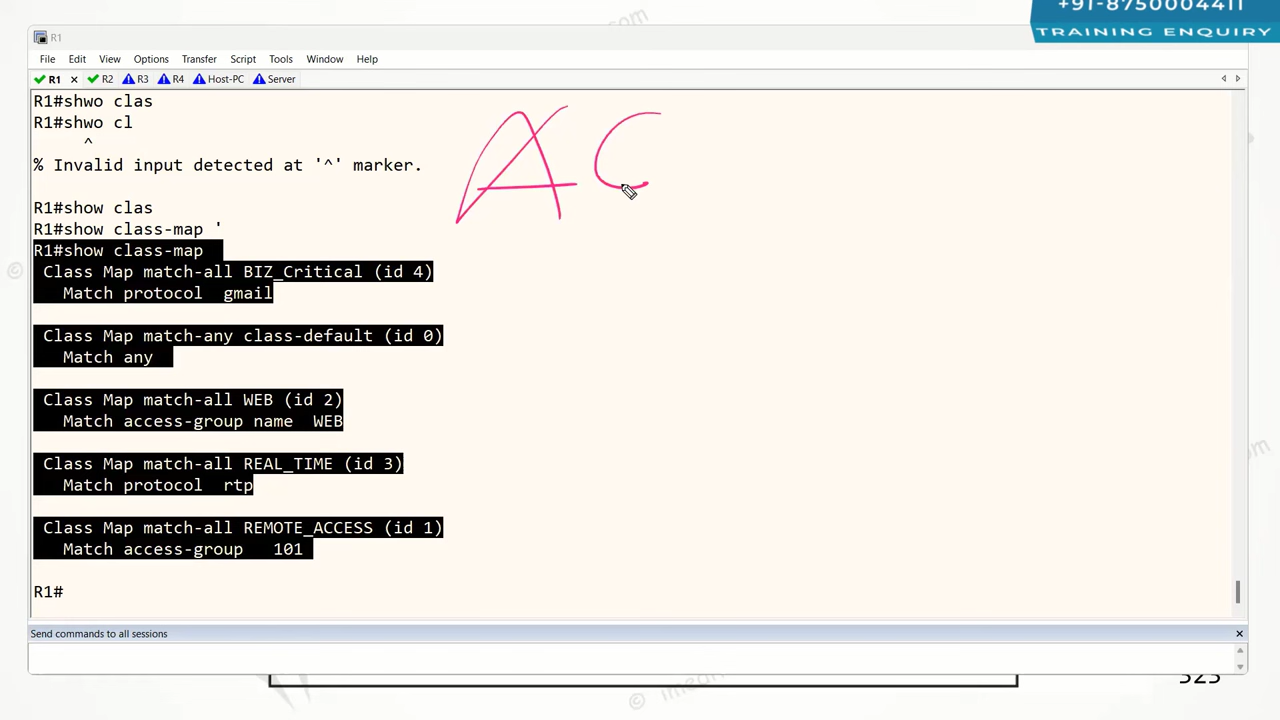 +91-8750004411
TRAINING ENQUIRY
R1
File Edit View Options Transfer Script Tools Window Help
R1 × R2 R3 R4 Host-PC Server
R1#shwo clas
R1#shwo cl
^
% Invalid input detected at '^' marker.
R1#show clas
R1#show class-map '
R1#show class-map
Class Map match-all BIZ_Critical (id 4)
Match protocol gmail
Class Map match-any class-default (id 0)
Match any
Class Map match-all WEB (id 2)
Match access-group name WEB
Class Map match-all REAL_TIME (id 3)
Match protocol rtp
Class Map match-all REMOTE_ACCESS (id 1)
Match access-group 101
R1#
AC
Send commands to all sessions ×
323